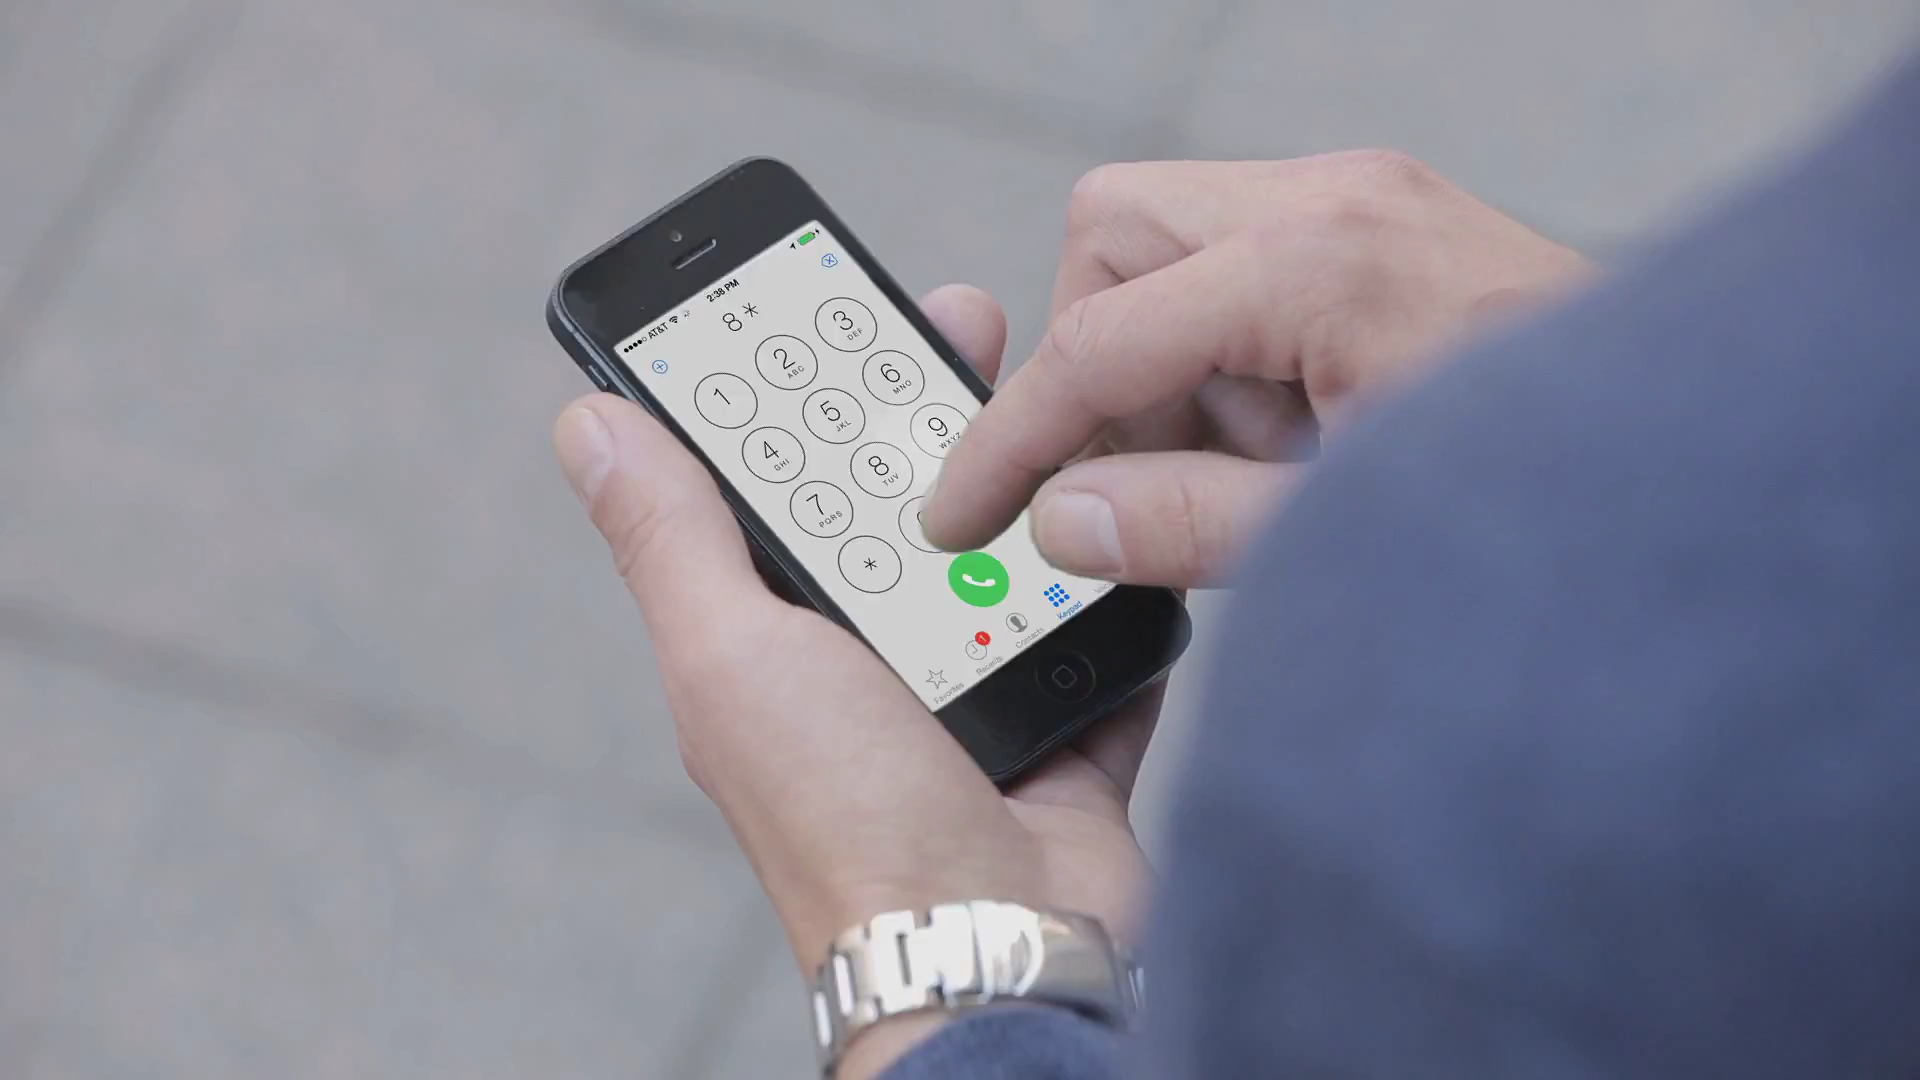 AT&T 2:38 PM
8*
1
2 ABC
3 DEF
4 GHI
5 JKL
6 MNO
7 PQRS
8 TUV
9 WXYZ
*
1
Favorites
Recents
Contacts
Keypad